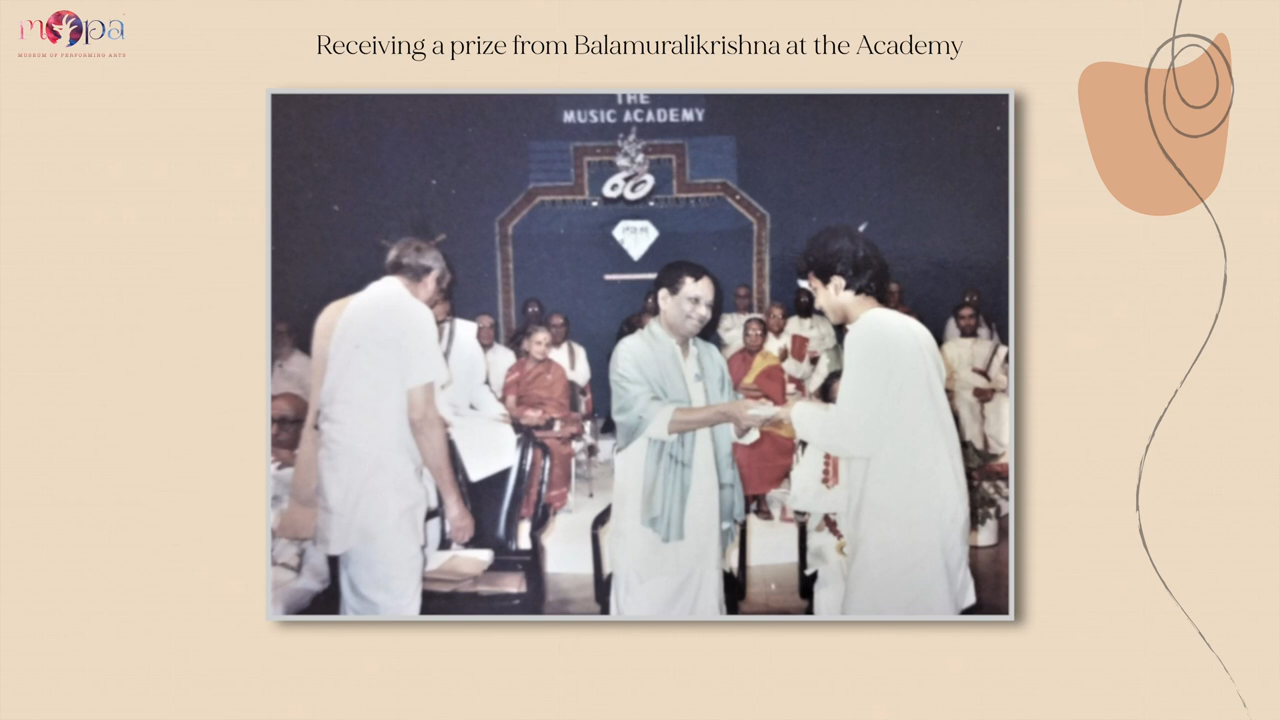 mopa
MUSEUM OF PERFORMING ARTS
Receiving a prize from Balamuralikrishna at the Academy
THE
MUSIC ACADEMY
60